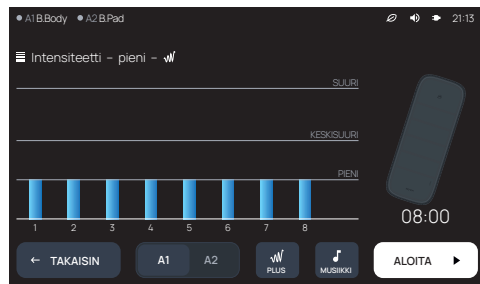 A1 B.Body A2 B.Pad 21:13
Intensiteetti – pieni –
SUURI
KESKISUURI
PIENI
1 2 3 4 5 6 7 8
08:00
← TAKAISIN A1 A2 PLUS MUSIIKKI ALOITA